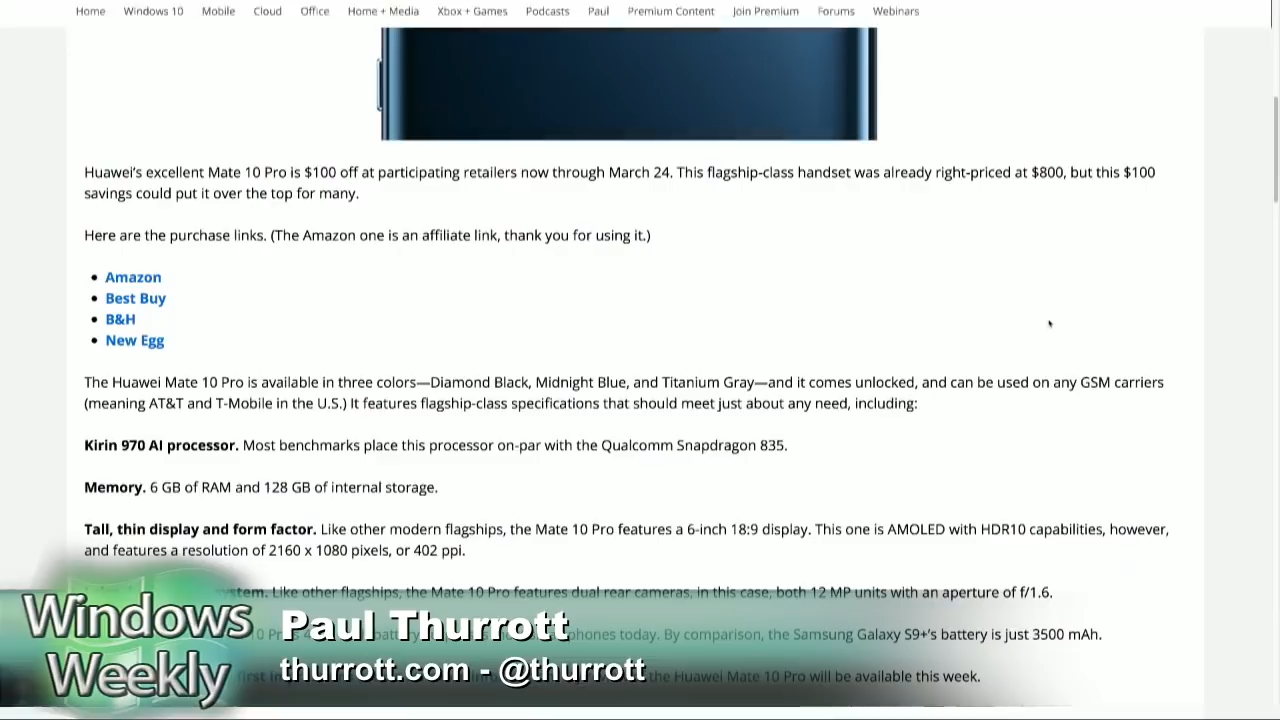 Home Windows 10 Mobile Cloud Office Home + Media Xbox + Games Podcasts Paul Premium Content Join Premium Forums Webinars
Huawei's excellent Mate 10 Pro is $100 off at participating retailers now through March 24. This flagship-class handset was already right-priced at $800, but this $100
savings could put it over the top for many.
Here are the purchase links. (The Amazon one is an affiliate link, thank you for using it.)
• Amazon
• Best Buy
• B&H
• New Egg
The Huawei Mate 10 Pro is available in three colors—Diamond Black, Midnight Blue, and Titanium Gray—and it comes unlocked, and can be used on any GSM carriers
(meaning AT&T and T-Mobile in the U.S.) It features flagship-class specifications that should meet just about any need, including:
Kirin 970 AI processor. Most benchmarks place this processor on-par with the Qualcomm Snapdragon 835.
Memory. 6 GB of RAM and 128 GB of internal storage.
Tall, thin display and form factor. Like other modern flagships, the Mate 10 Pro features a 6-inch 18:9 display. This one is AMOLED with HDR10 capabilities, however,
and features a resolution of 2160 x 1080 pixels, or 402 ppi.
Like other flagships, the Mate 10 Pro features dual rear cameras, in this case, both 12 MP units with an aperture of f/1.6.
phones today. By comparison, the Samsung Galaxy S9+'s battery is just 3500 mAh.
the Huawei Mate 10 Pro will be available this week.
Windows
Weekly
Paul Thurrott
thurrott.com - @thurrott